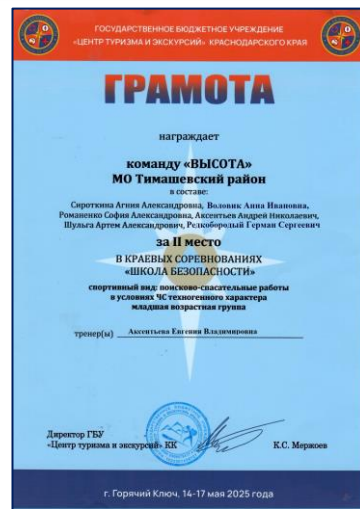 ГОСУДАРСТВЕННОЕ БЮДЖЕТНОЕ УЧРЕЖДЕНИЕ
«ЦЕНТР ТУРИЗМА И ЭКСКУРСИЙ» КРАСНОДАРСКОГО КРАЯ
ГРАМОТА
награждает
команду «ВЫСОТА»
МО Тимашевский район
в составе:
Сироткина Агния Александровна, Воловик Анна Ивановна,
Романенко София Александровна, Аксентьев Андрей Николаевич,
Шульга Артем Александрович, Редкобородый Герман Сергеевич
за II место
В КРАЕВЫХ СОРЕВНОВАНИЯХ
«ШКОЛА БЕЗОПАСНОСТИ»
спортивный вид: поисково-спасательные работы
в условиях ЧС техногенного характера
младшая возрастная группа
тренер(ы) Аксентьева Евгения Владимировна
Директор ГБУ
«Центр туризма и экскурсий» КК К.С. Мержоев
г. Горячий Ключ, 14-17 мая 2025 года